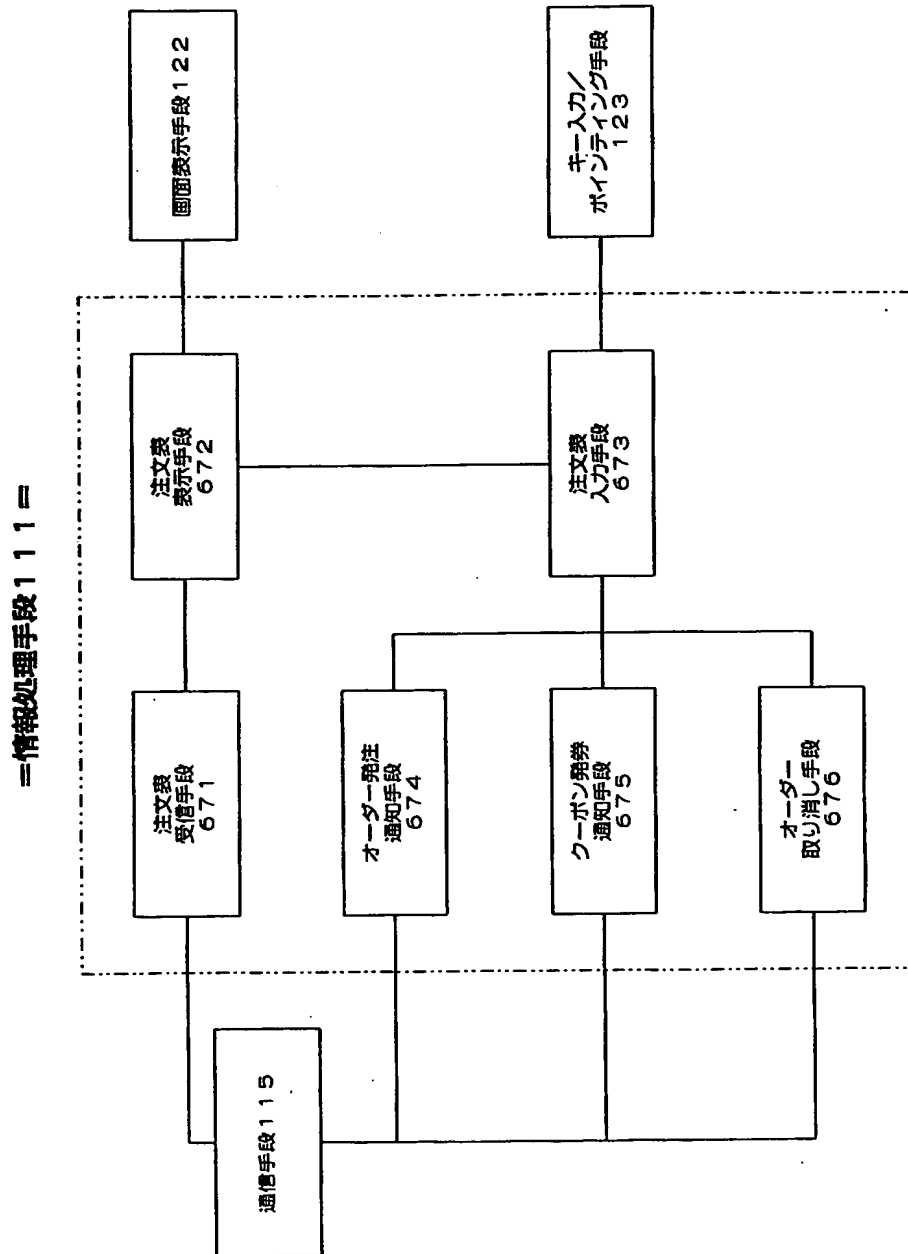 =情報処理手段111=
通信手段115
注文表
受信手段
671
オーダー発注
通知手段
674
クーポン発券
通知手段
675
オーダー
取り消し手段
676
注文表
表示手段
672
注文表
入力手段
673
画面表示手段122
キー入力/
ポインティング手段
123